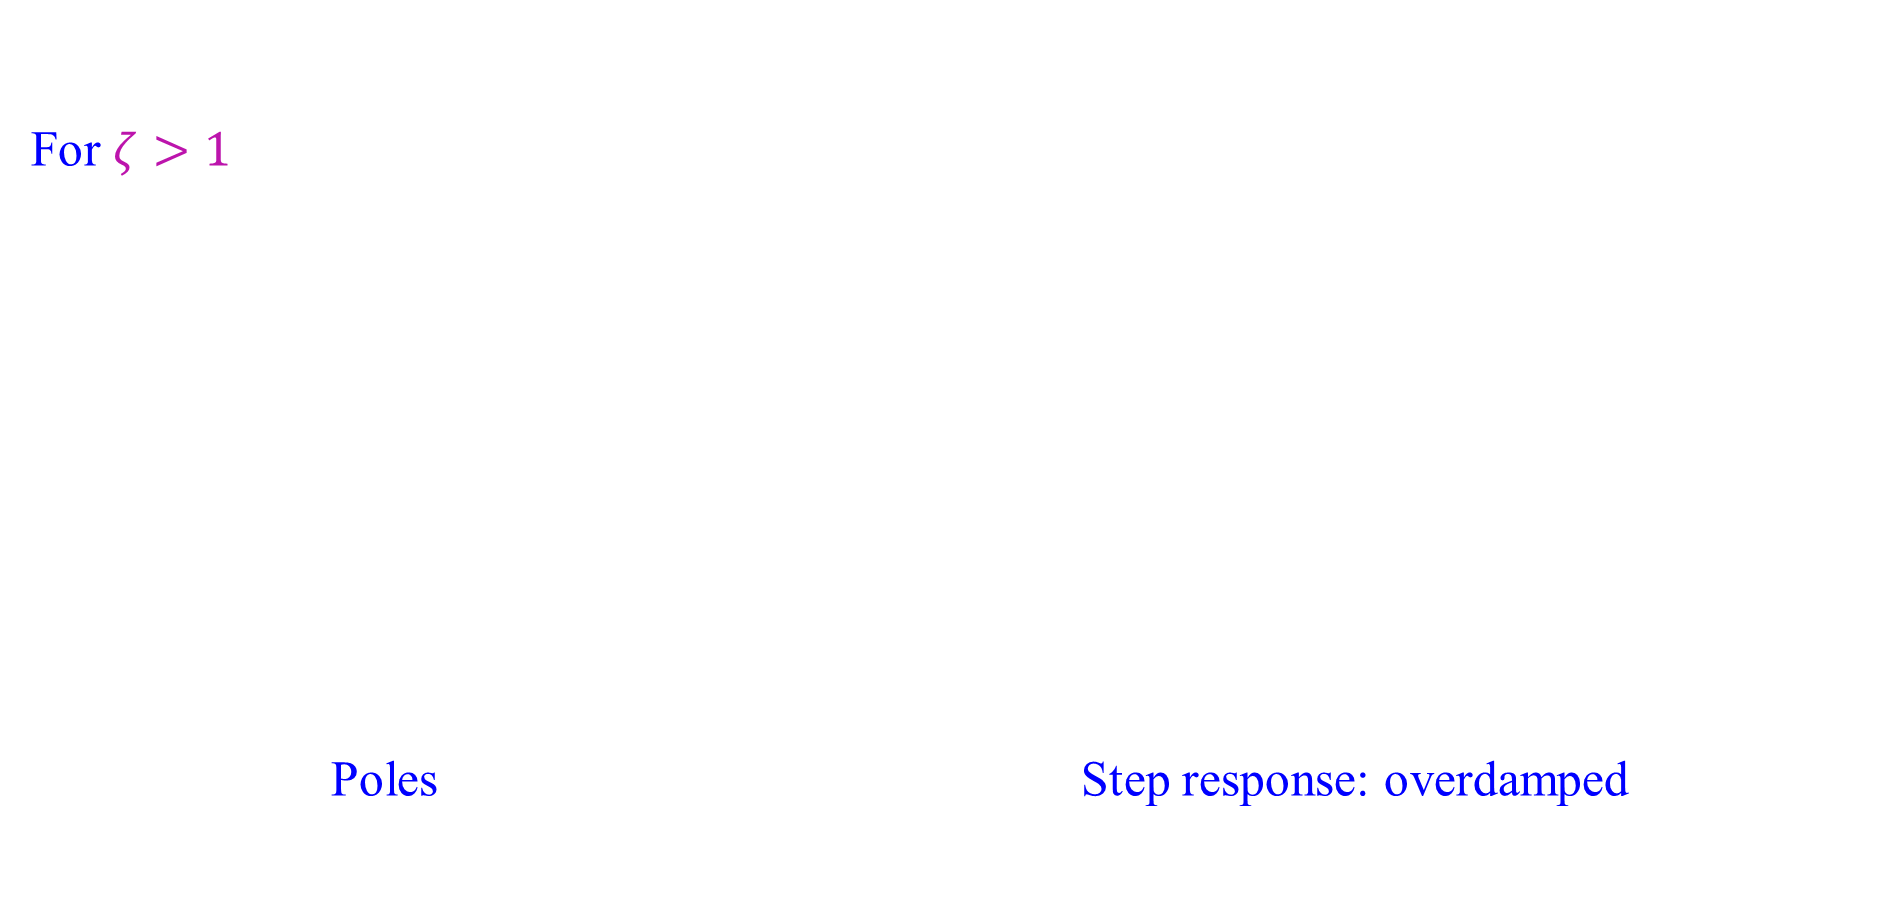 For ζ > 1
Poles
Step response: overdamped